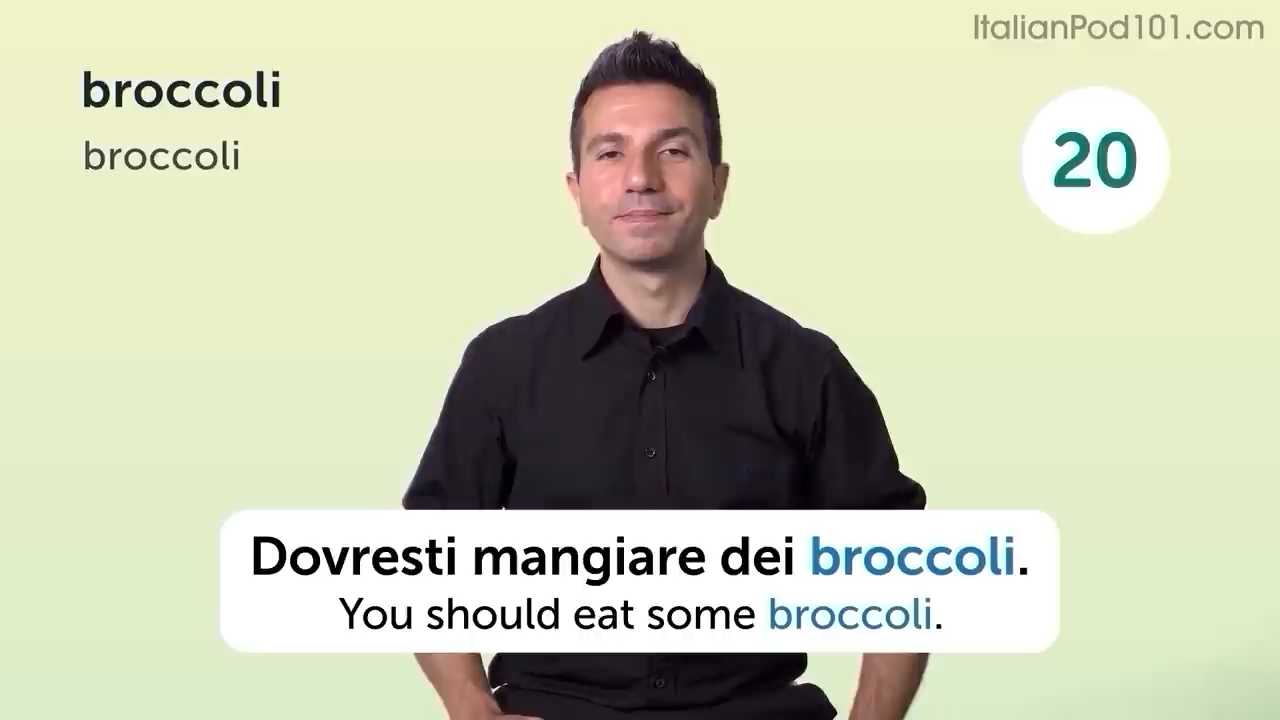 ItalianPod101.com
broccoli
broccoli
20
Dovresti mangiare dei broccoli.
You should eat some broccoli.